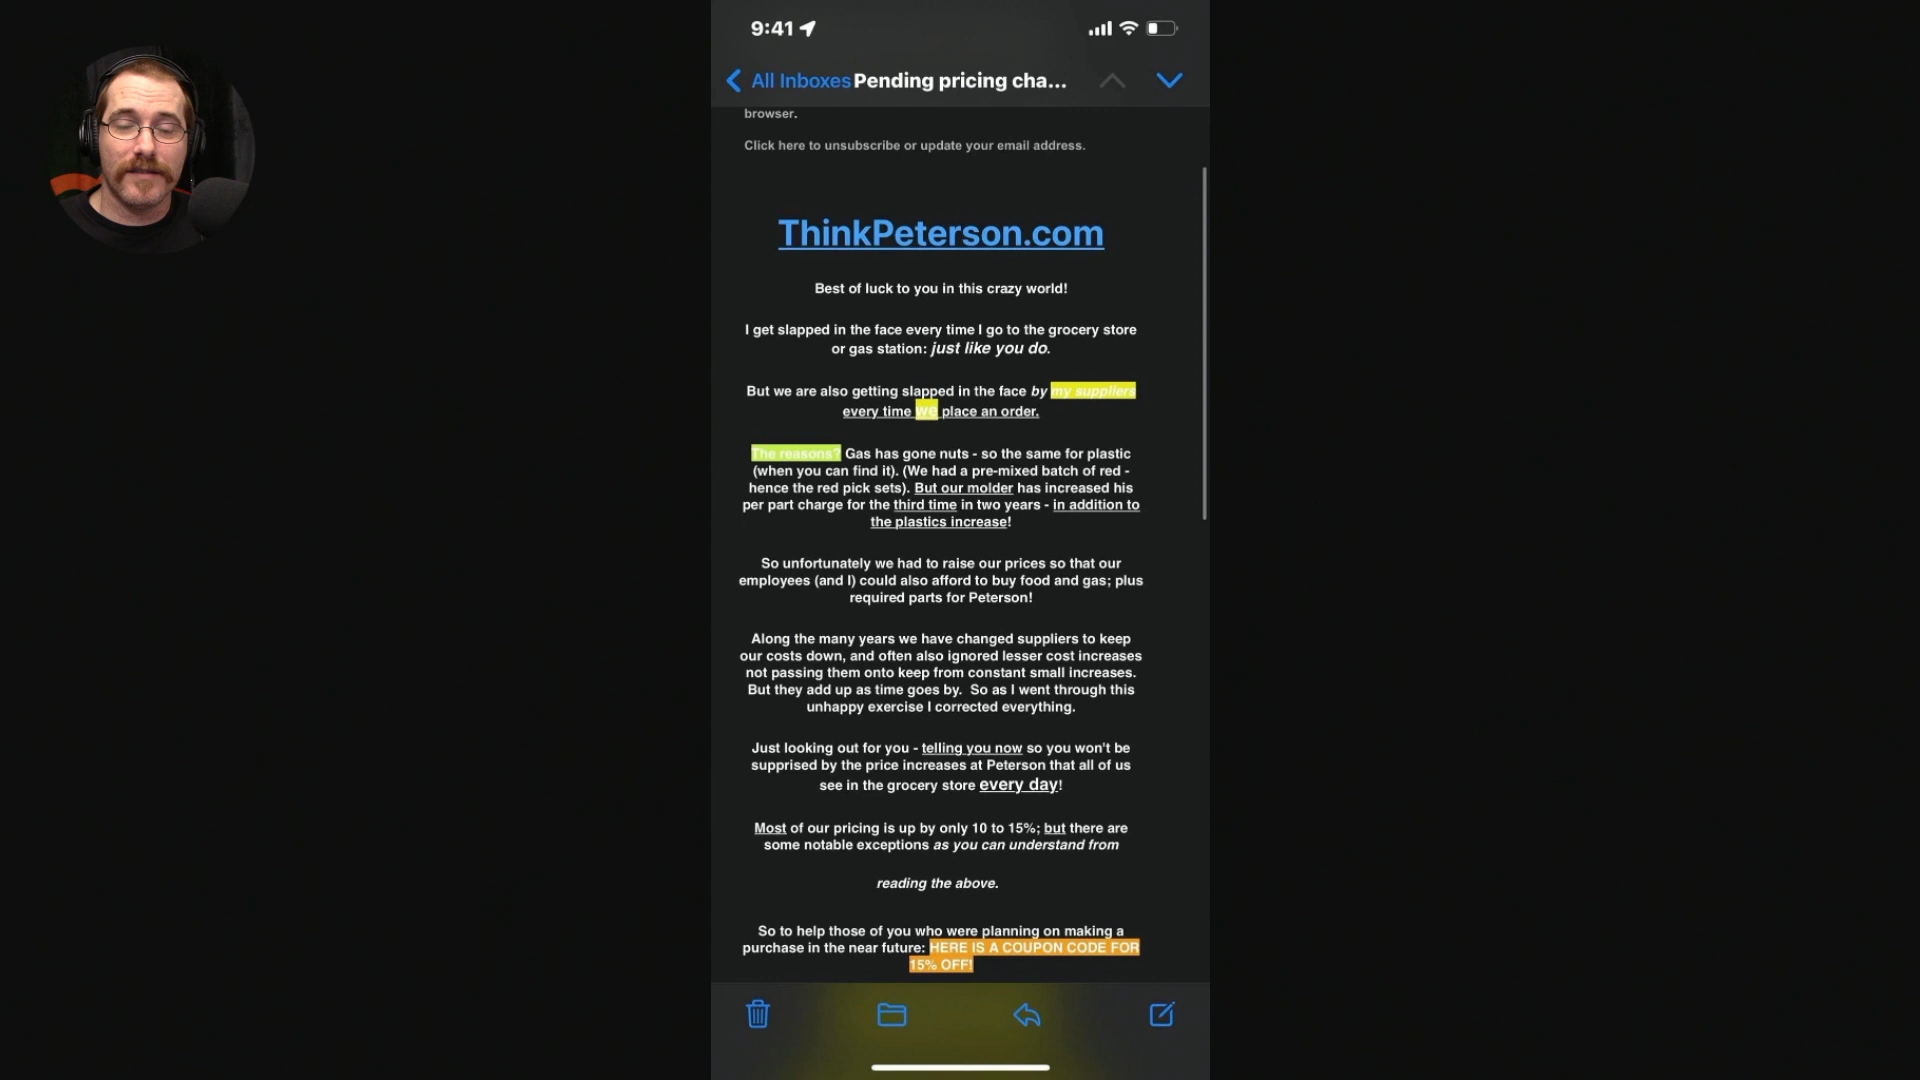 9:41
All Inboxes Pending pricing cha...
browser.
Click here to unsubscribe or update your email address.
ThinkPeterson.com
Best of luck to you in this crazy world!
I get slapped in the face every time I go to the grocery store
or gas station: just like you do.
But we are also getting slapped in the face by my suppliers
every time we place an order.
The reasons? Gas has gone nuts - so the same for plastic
(when you can find it). (We had a pre-mixed batch of red -
hence the red pick sets). But our molder has increased his
per part charge for the third time in two years - in addition to
the plastics increase!
So unfortunately we had to raise our prices so that our
employees (and I) could also afford to buy food and gas; plus
required parts for Peterson!
Along the many years we have changed suppliers to keep
our costs down, and often also ignored lesser cost increases
not passing them onto keep from constant small increases.
But they add up as time goes by. So as I went through this
unhappy exercise I corrected everything.
Just looking out for you - telling you now so you won't be
supprised by the price increases at Peterson that all of us
see in the grocery store every day!
Most of our pricing is up by only 10 to 15%; but there are
some notable exceptions as you can understand from
reading the above.
So to help those of you who were planning on making a
purchase in the near future: HERE IS A COUPON CODE FOR
15% OFF!